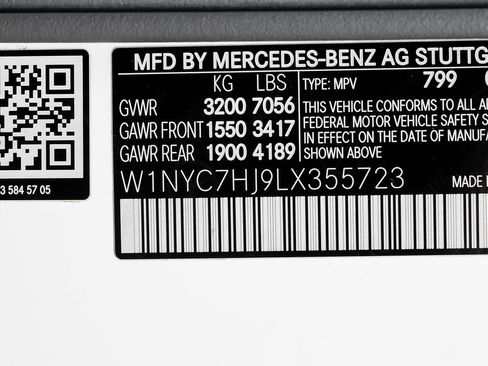 MFD BY MERCEDES-BENZ AG STUTTG
KG LBS TYPE: MPV 799
GVWR 3200 7056
GAWR FRONT 1550 3417
GAWR REAR 1900 4189
THIS VEHICLE CONFORMS TO ALL A
FEDERAL MOTOR VEHICLE SAFETY S
IN EFFECT ON THE DATE OF MANUFA
SHOWN ABOVE
W1NYC7HJ9LX355723 MADE
3 584 57 05